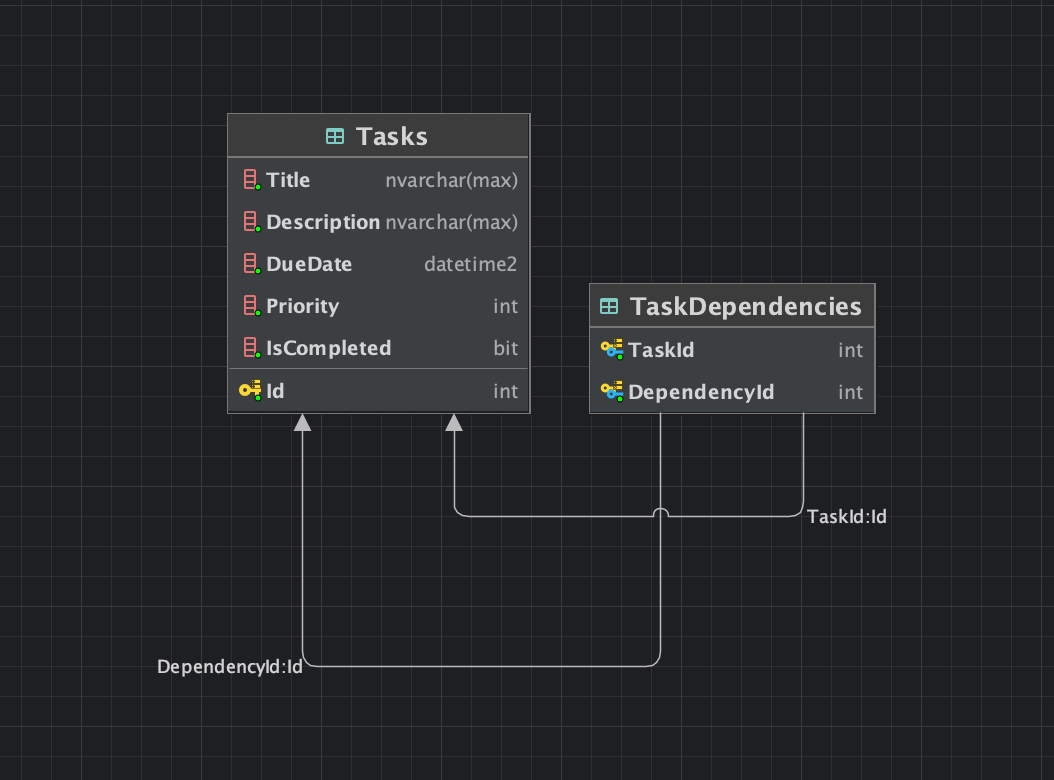 Tasks
Title nvarchar(max)
Description nvarchar(max)
DueDate datetime2
Priority int
IsCompleted bit
Id int
TaskDependencies
TaskId int
DependencyId int
TaskId:Id
DependencyId:Id